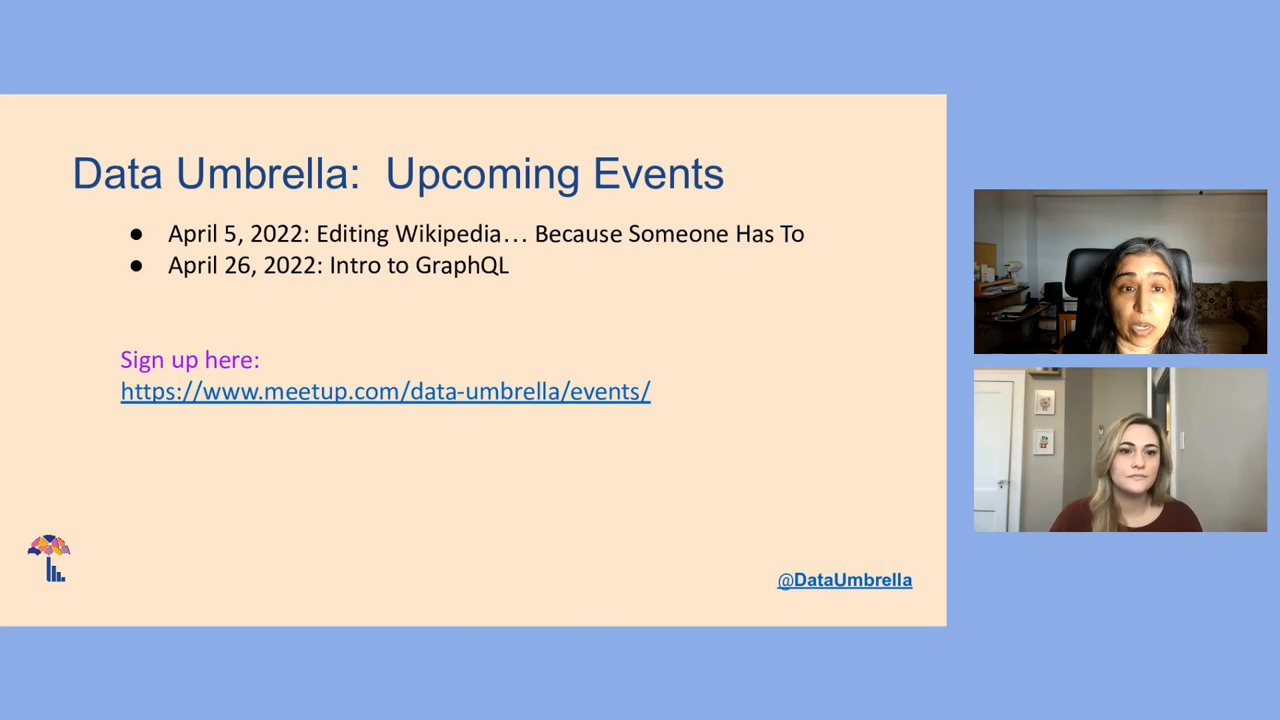 Data Umbrella: Upcoming Events
● April 5, 2022: Editing Wikipedia… Because Someone Has To
● April 26, 2022: Intro to GraphQL
Sign up here:
https://www.meetup.com/data-umbrella/events/
@DataUmbrella